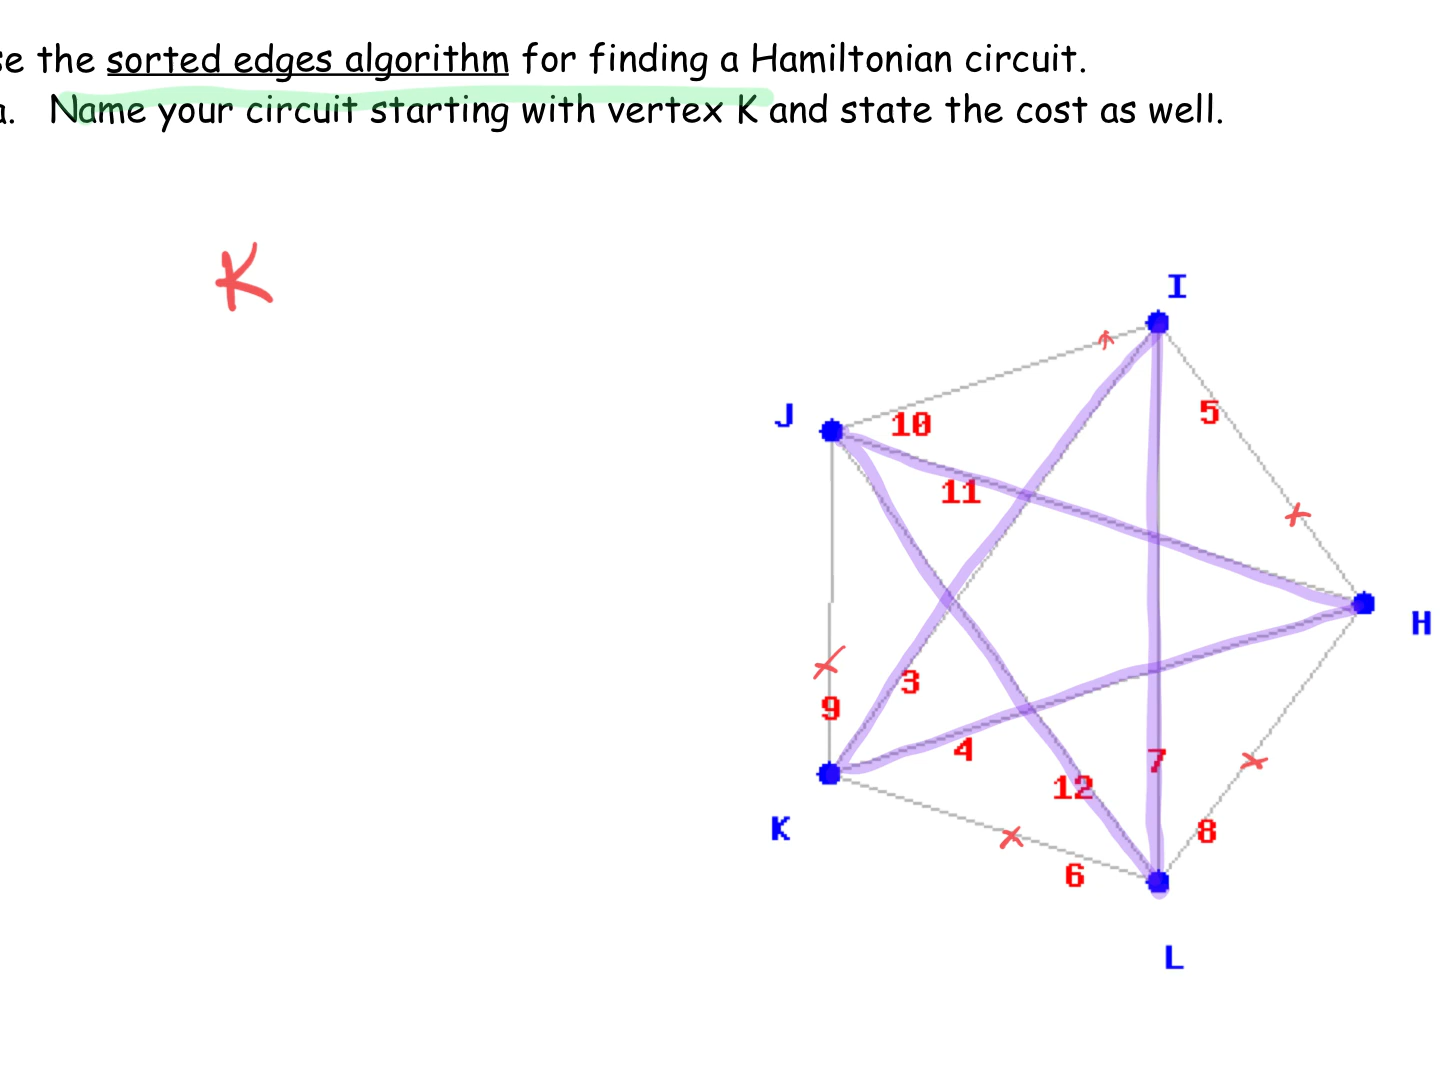 se the sorted edges algorithm for finding a Hamiltonian circuit.
a. Name your circuit starting with vertex K and state the cost as well.
K
I
J
10
5
11
H
3
9
4
7
12
K
8
6
L